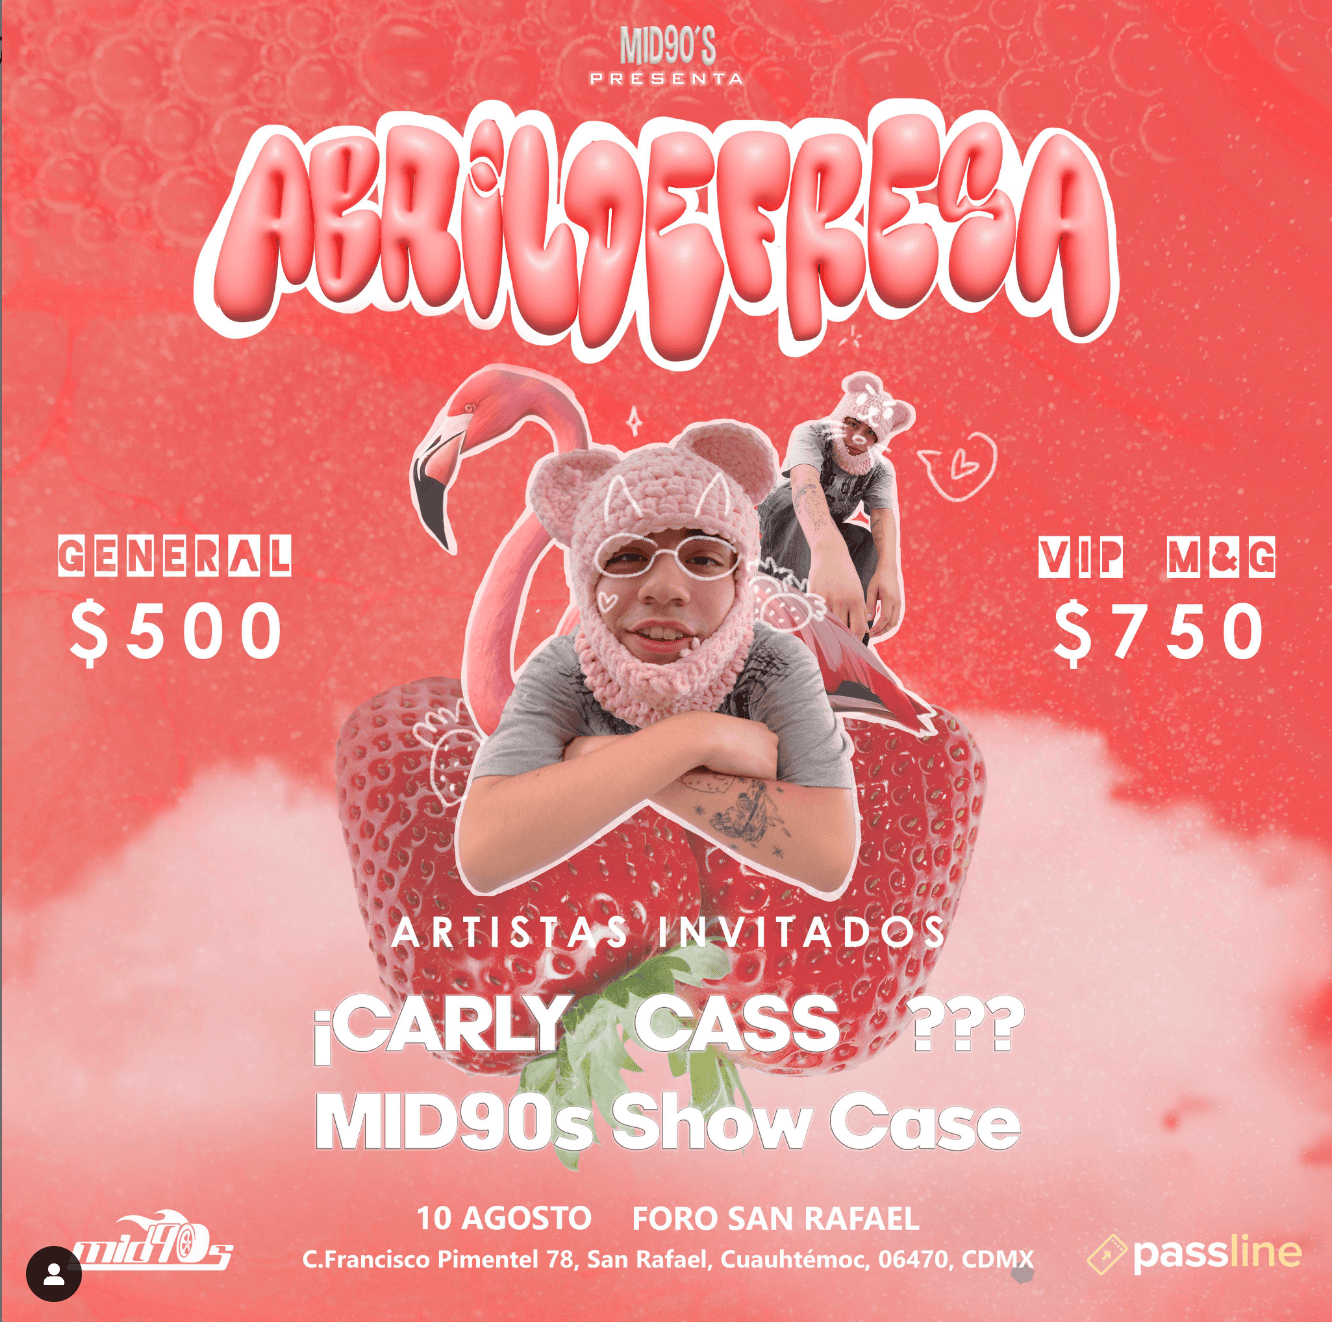 MID90'S
PRESENTA
ABRILDEFRESA
GENERAL
$500
VIP M&G
$750
ARTISTAS INVITADOS
¡CARLY CASS ???
MID90s Show Case
10 AGOSTO FORO SAN RAFAEL
C.Francisco Pimentel 78, San Rafael, Cuauhtémoc, 06470, CDMX
mid90s
passline